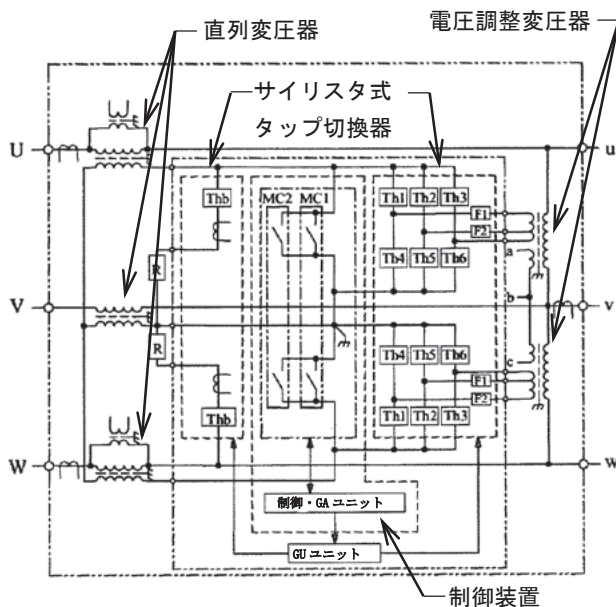 直列変圧器
電圧調整変圧器
サイリスタ式
タップ切換器
U
u
Thb
MC2
MC1
Th1
Th2
Th3
F1
F2
a
R
Th4
Th5
Th6
V
b
v
R
Th4
Th5
Th6
c
F1
F2
Thb
Th1
Th2
Th3
W
w
制御・GAユニット
GUユニット
制御装置